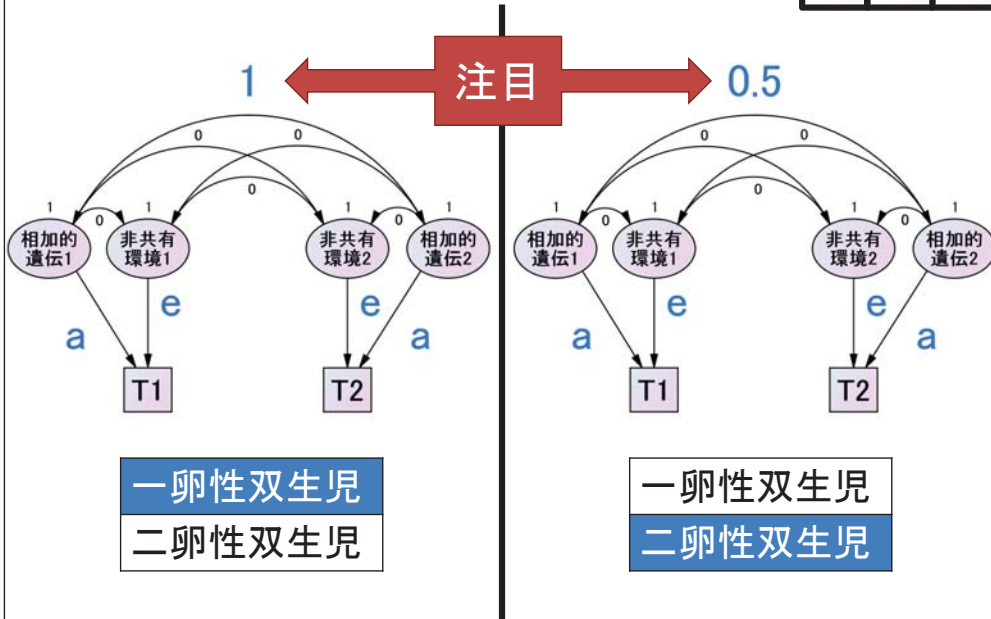 注目
1
0
0
0
1
1
1
1
0
0
相加的
遺伝1
非共有
環境1
非共有
環境2
相加的
遺伝2
a
e
e
a
T1
T2
一卵性双生児
二卵性双生児
0.5
0
0
0
1
1
1
1
0
0
相加的
遺伝1
非共有
環境1
非共有
環境2
相加的
遺伝2
a
e
e
a
T1
T2
一卵性双生児
二卵性双生児